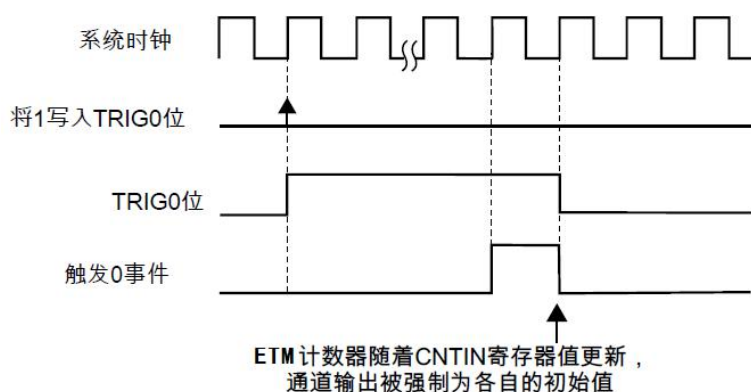 系统时钟
将1写入TRIG0位
TRIG0位
触发0事件
ETM计数器随着CNTIN寄存器值更新，
通道输出被强制为各自的初始值